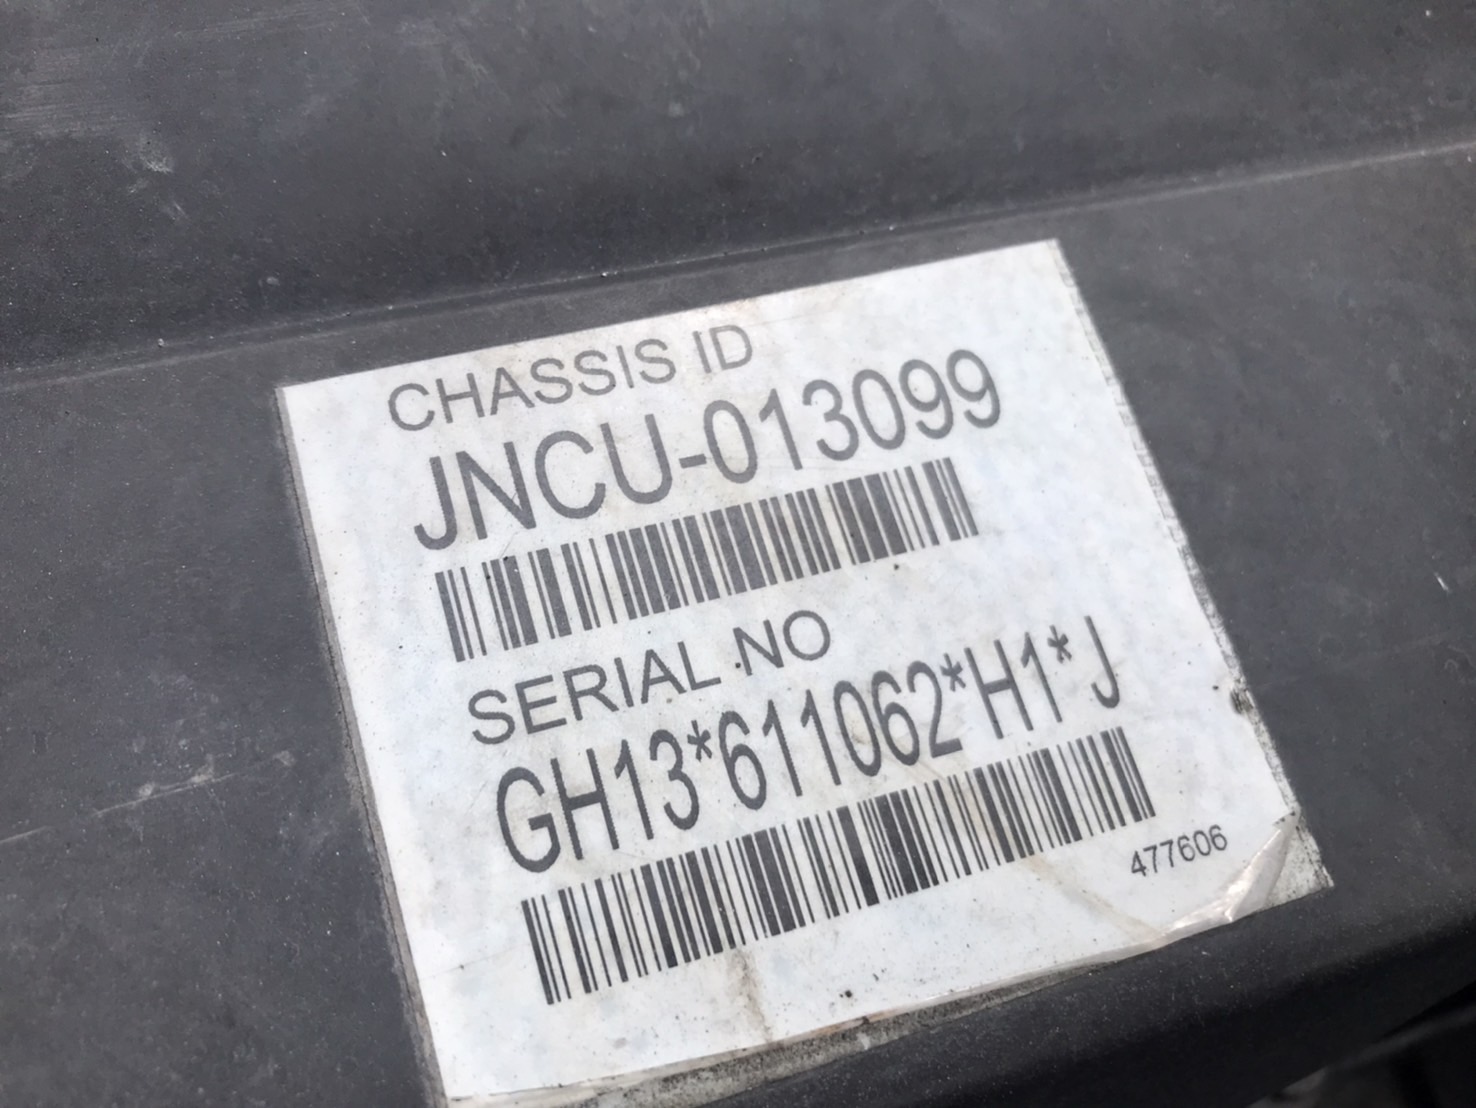 CHASSIS ID
JNCU-013099
SERIAL NO
GH13*611062*H1*J
477606